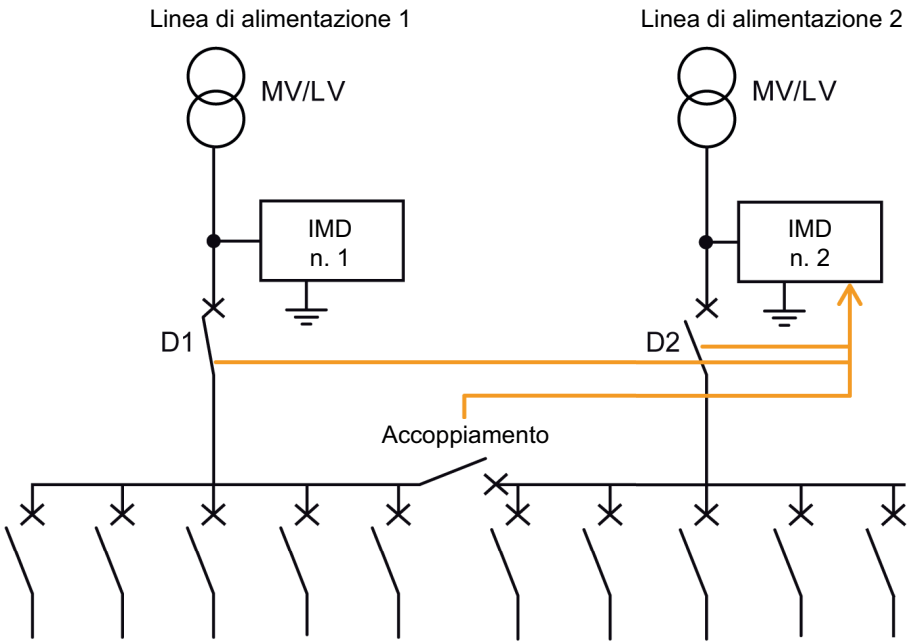 Linea di alimentazione 1
Linea di alimentazione 2
MV/LV
MV/LV
IMD
n. 1
IMD
n. 2
D1
D2
Accoppiamento